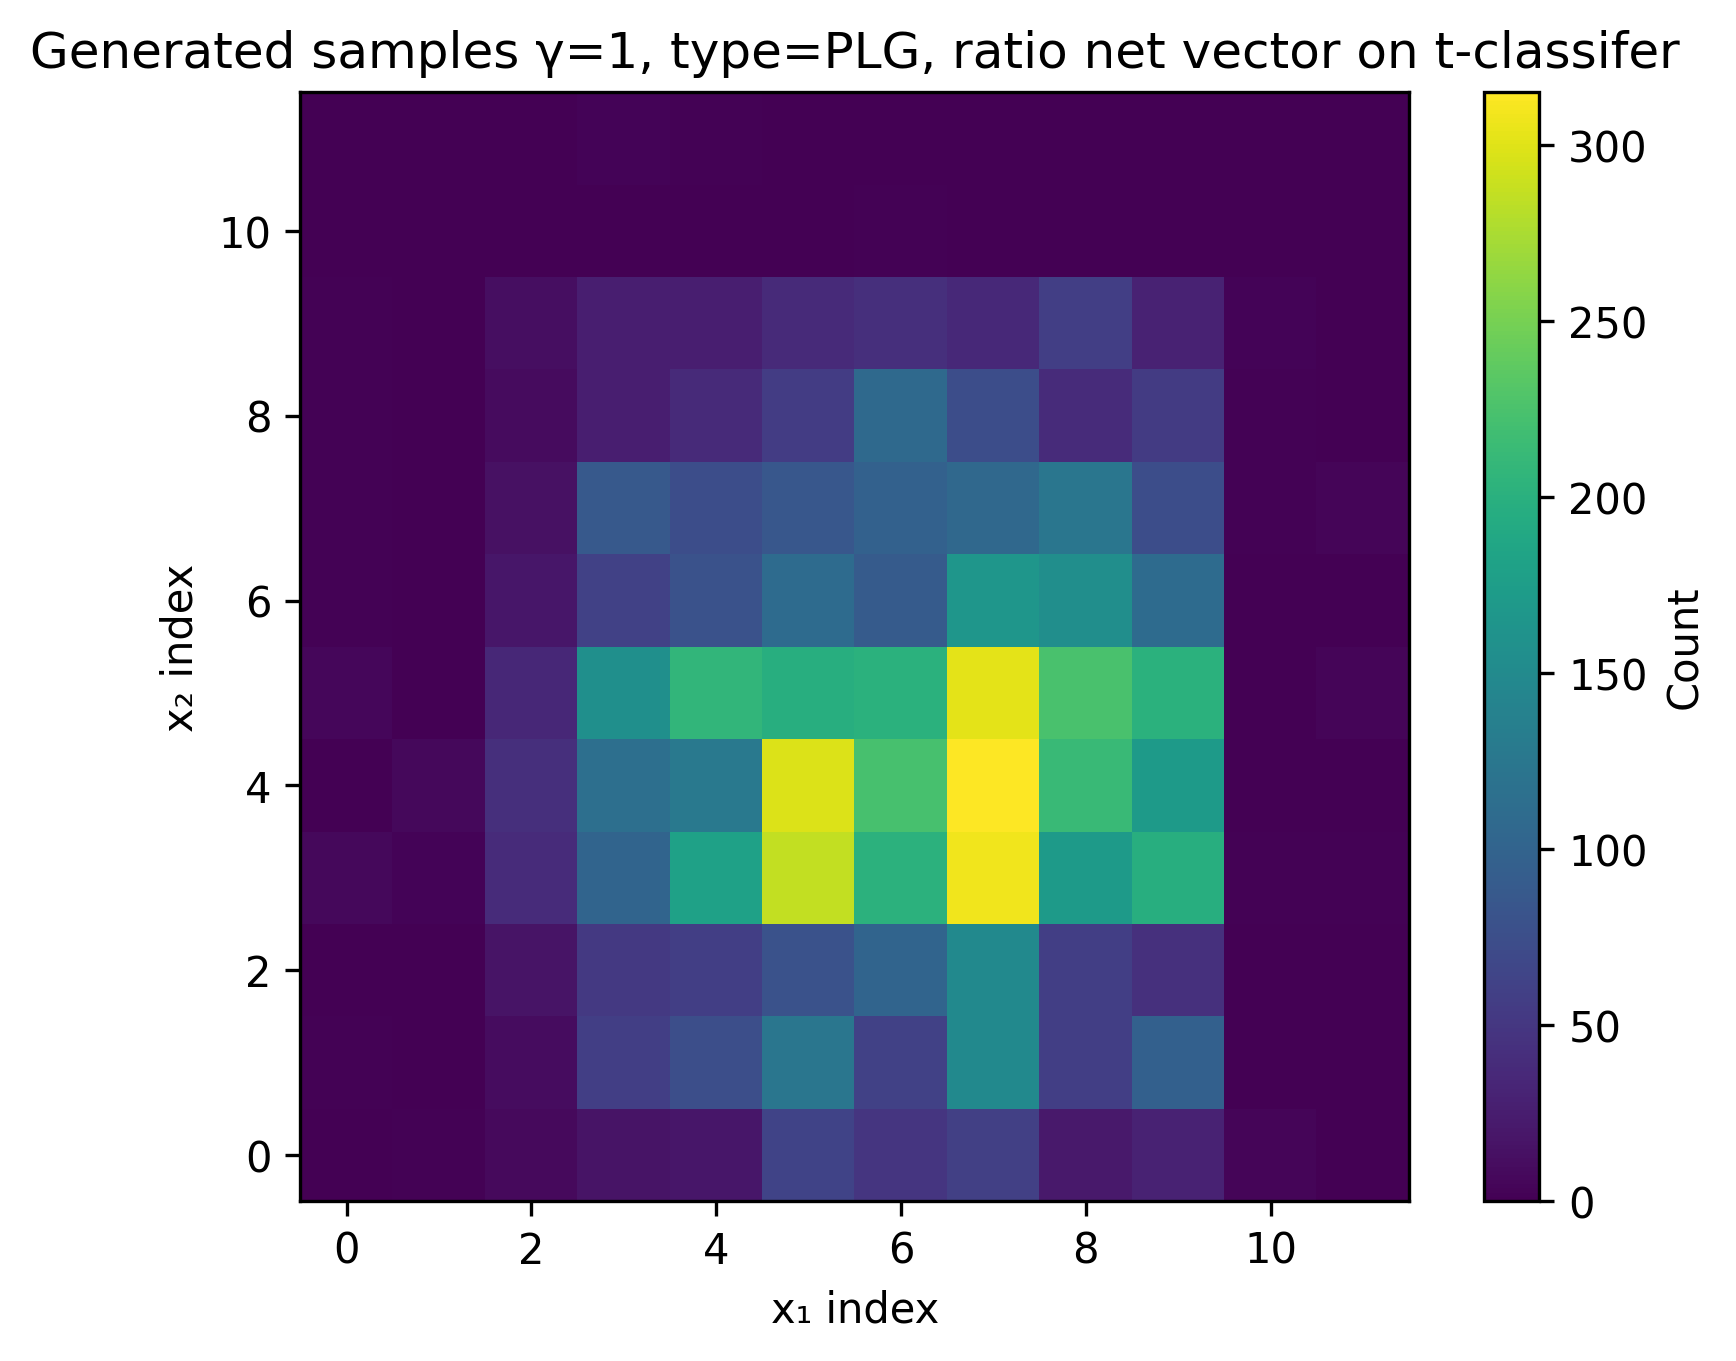 Generated samples γ=1, type=PLG, ratio net vector on t-classifer
10
8
6
4
2
0
x₂ index
0 2 4 6 8 10
x₁ index
300
250
200
150
100
50
0
Count